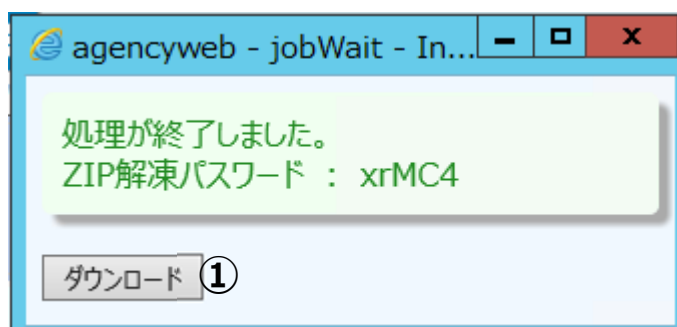 agencyweb - jobWait - In...
処理が終了しました。
ZIP解凍パスワード ： xrMC4
ダウンロード ①